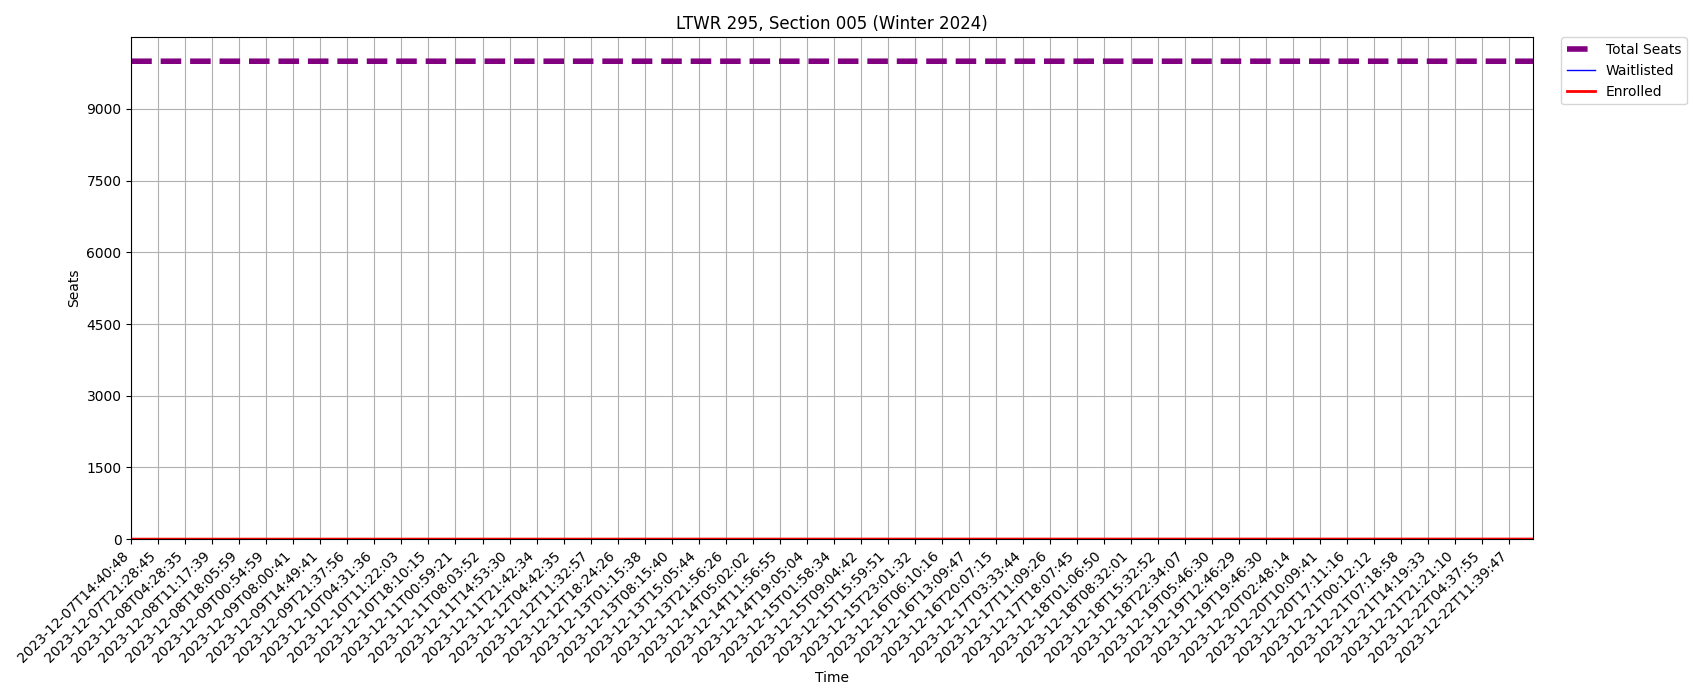 LTWR 295, Section 005 (Winter 2024)
Total Seats
Waitlisted
Enrolled
9000
7500
6000
4500
3000
1500
0
Seats
2023-12-07T14:40:48
2023-12-07T21:28:45
2023-12-08T04:28:35
2023-12-08T11:17:39
2023-12-08T18:05:59
2023-12-09T00:54:59
2023-12-09T08:00:41
2023-12-09T14:49:41
2023-12-09T21:37:56
2023-12-10T04:31:36
2023-12-10T11:22:03
2023-12-10T18:10:15
2023-12-11T00:59:21
2023-12-11T08:03:52
2023-12-11T14:53:30
2023-12-11T21:42:34
2023-12-12T04:42:35
2023-12-12T11:32:57
2023-12-12T18:24:26
2023-12-13T01:15:38
2023-12-13T08:15:40
2023-12-13T15:05:44
2023-12-13T21:56:26
2023-12-14T05:02:02
2023-12-14T11:56:55
2023-12-14T19:05:04
2023-12-15T01:58:34
2023-12-15T09:04:42
2023-12-15T15:59:51
2023-12-15T23:01:32
2023-12-16T06:10:16
2023-12-16T13:09:47
2023-12-16T20:07:15
2023-12-17T03:33:44
2023-12-17T11:09:26
2023-12-17T18:07:45
2023-12-18T01:06:50
2023-12-18T08:32:01
2023-12-18T15:32:52
2023-12-18T22:34:07
2023-12-19T05:46:30
2023-12-19T12:46:29
2023-12-19T19:46:30
2023-12-20T02:48:14
2023-12-20T10:09:41
2023-12-20T17:11:16
2023-12-21T00:12:12
2023-12-21T07:18:58
2023-12-21T14:19:33
2023-12-21T21:21:10
2023-12-22T04:37:55
2023-12-22T11:39:47
Time